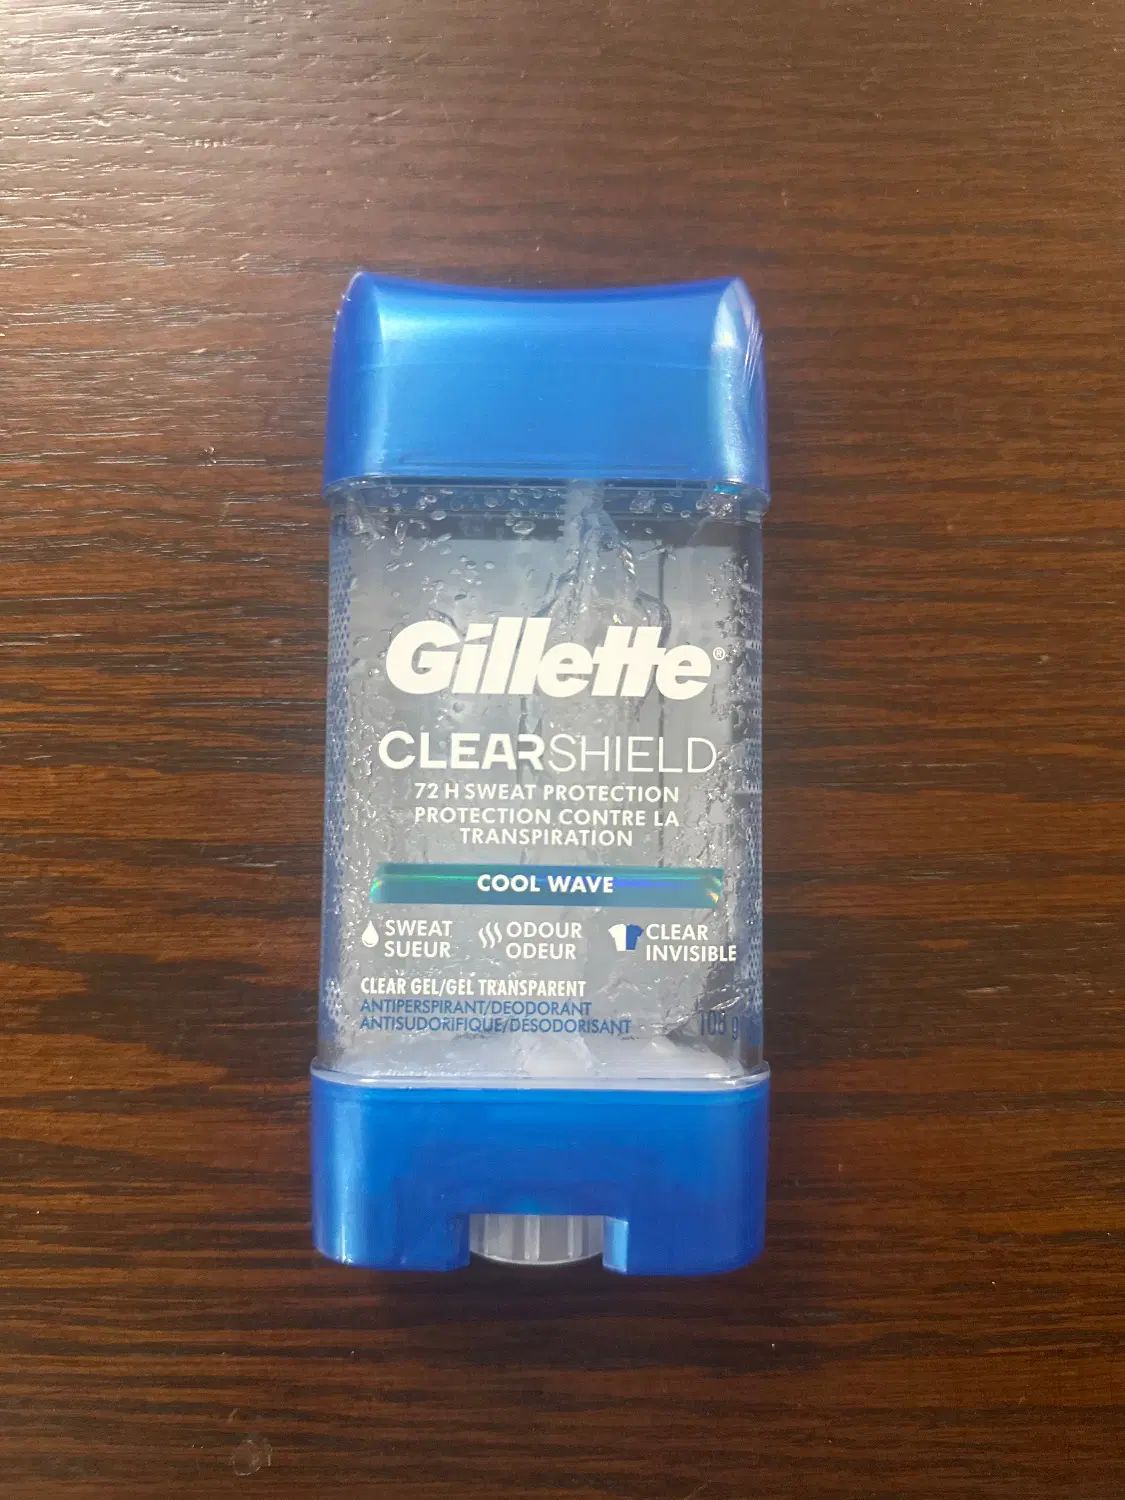 Gillette®
CLEARSHIELD
72 H SWEAT PROTECTION
PROTECTION CONTRE LA
TRANSPIRATION
COOL WAVE
SWEAT
SUEUR
ODOUR
ODEUR
CLEAR
INVISIBLE
CLEAR GEL/GEL TRANSPARENT
ANTIPERSPIRANT/DEODORANT
ANTISUDORIFIQUE/DÉSODORISANT
108 g